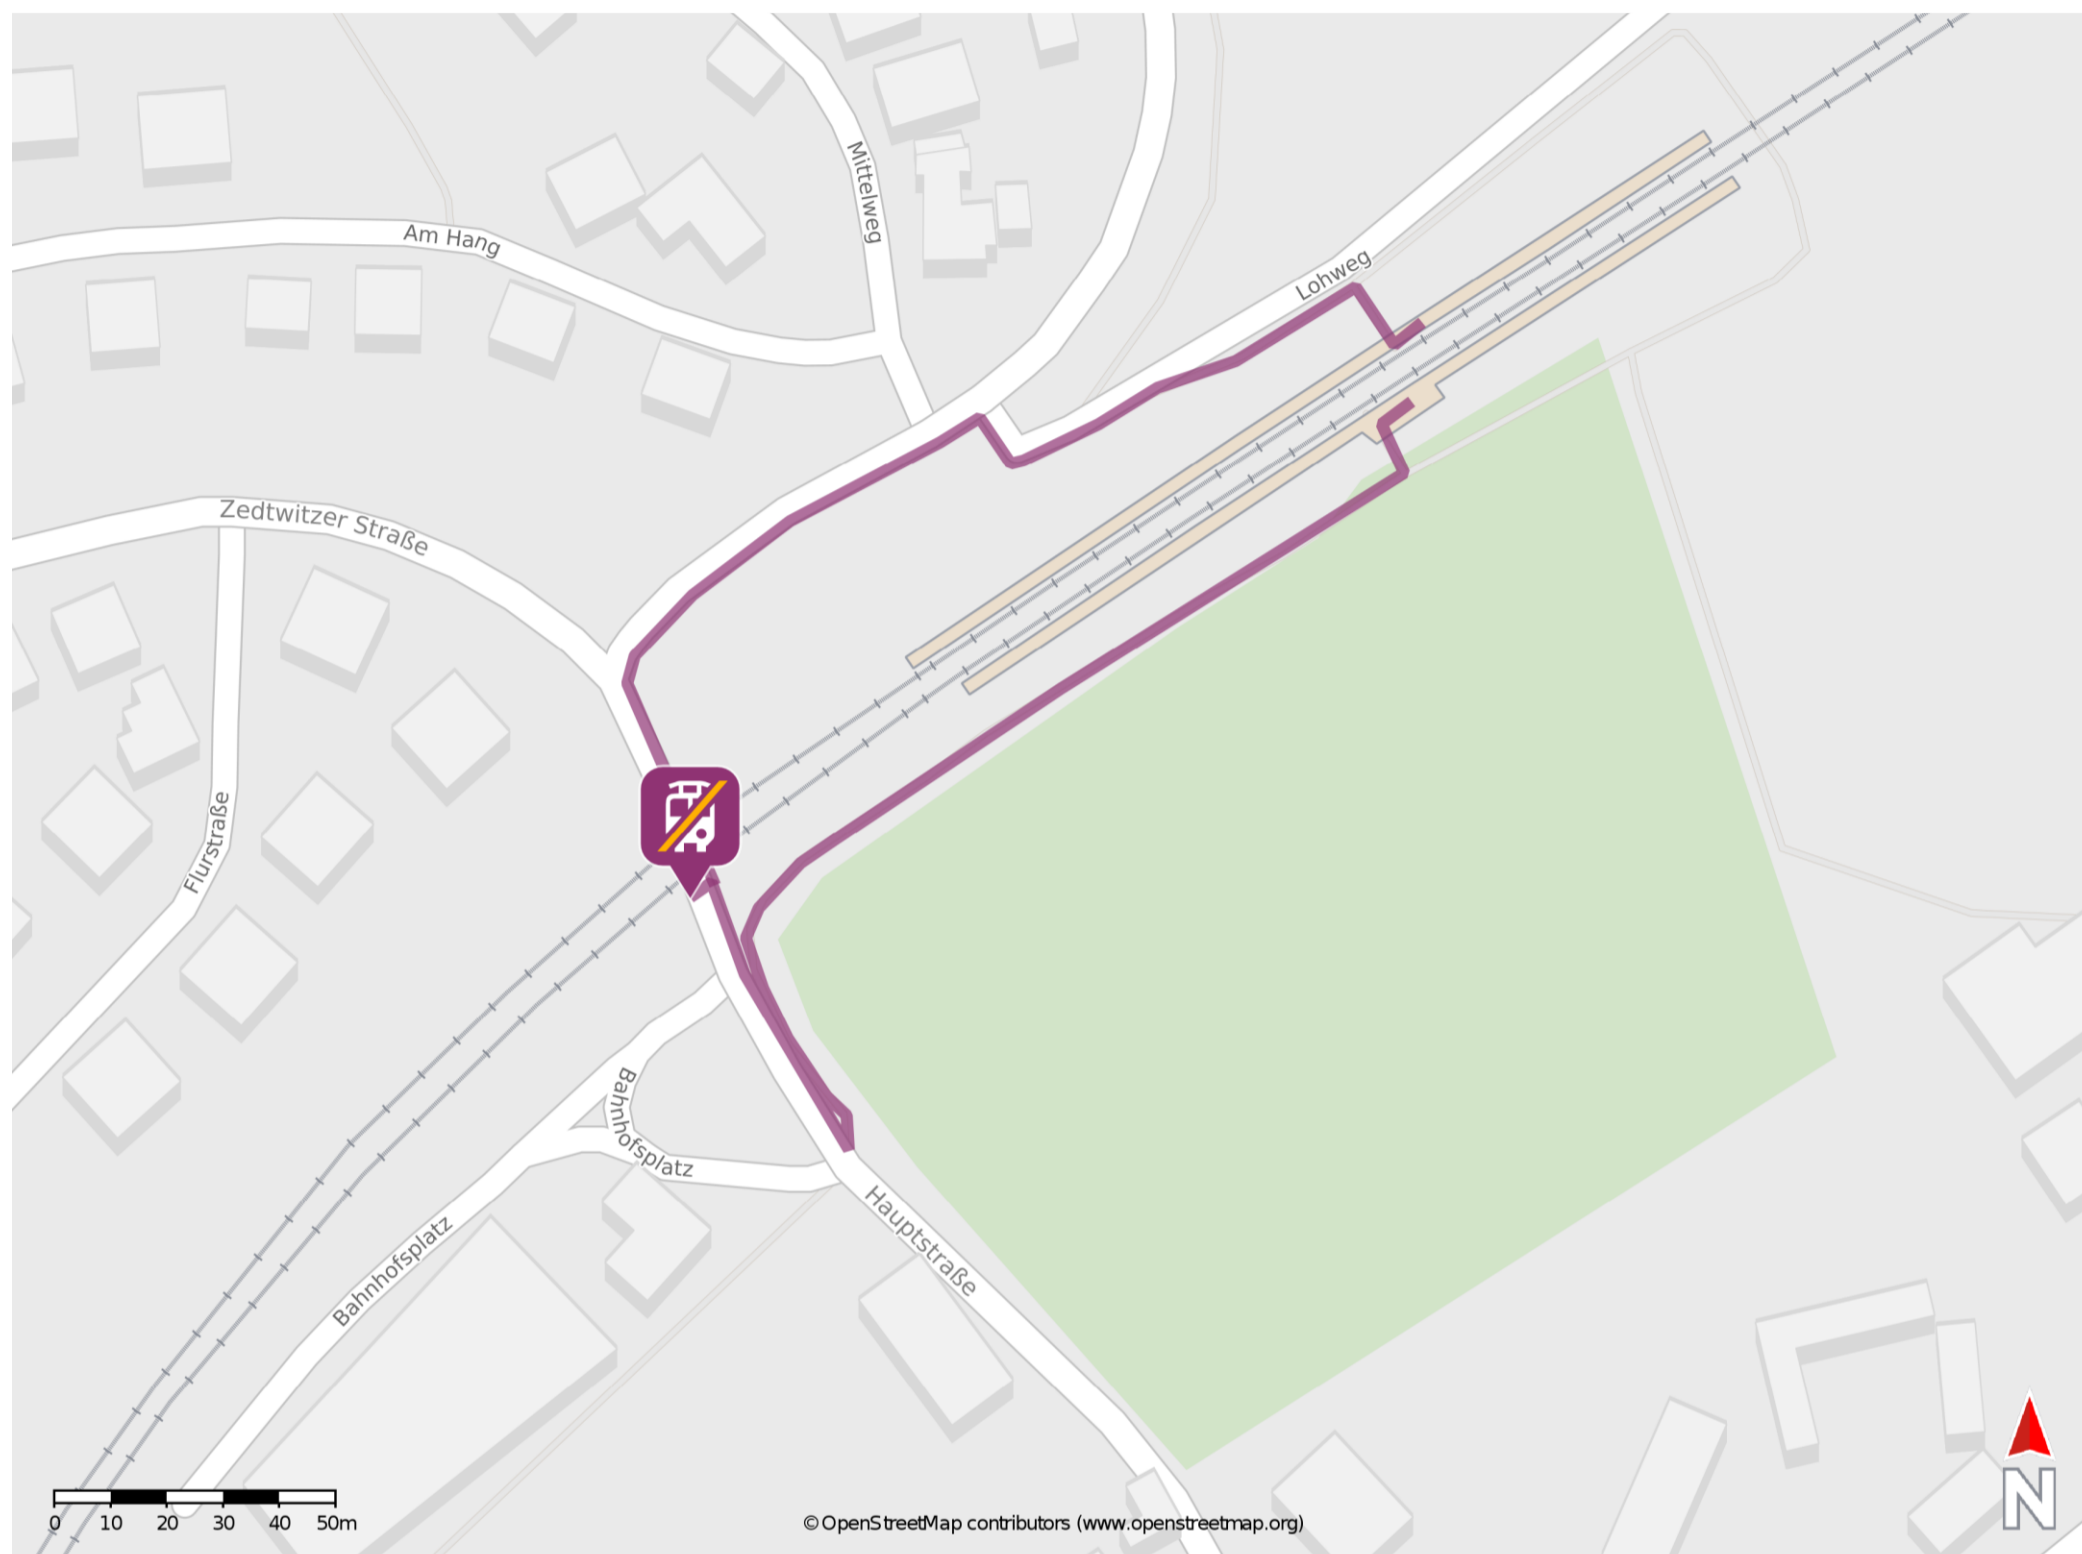 Mittelweg
Am Hang
Lohweg
Zedtwitzer Straße
Flurstraße
Bahnhofsplatz
Bahnhofsplatz
Hauptstraße
0 10 20 30 40 50m
© OpenStreetMap contributors (www.openstreetmap.org)
N